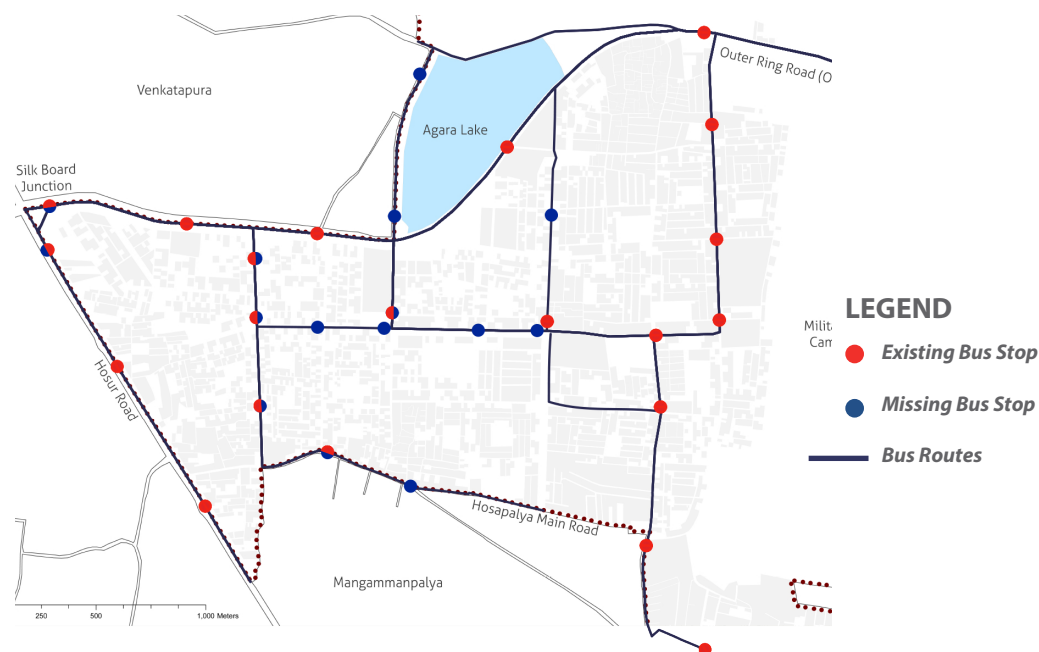 Outer Ring Road (O
Venkatapura
Agara Lake
Silk Board
Junction
LEGEND
Milit
Cam
Existing Bus Stop
Hosur Road
Missing Bus Stop
Bus Routes
Hosapalya Main Road
Mangammanpalya
250 500 1,000 Meters